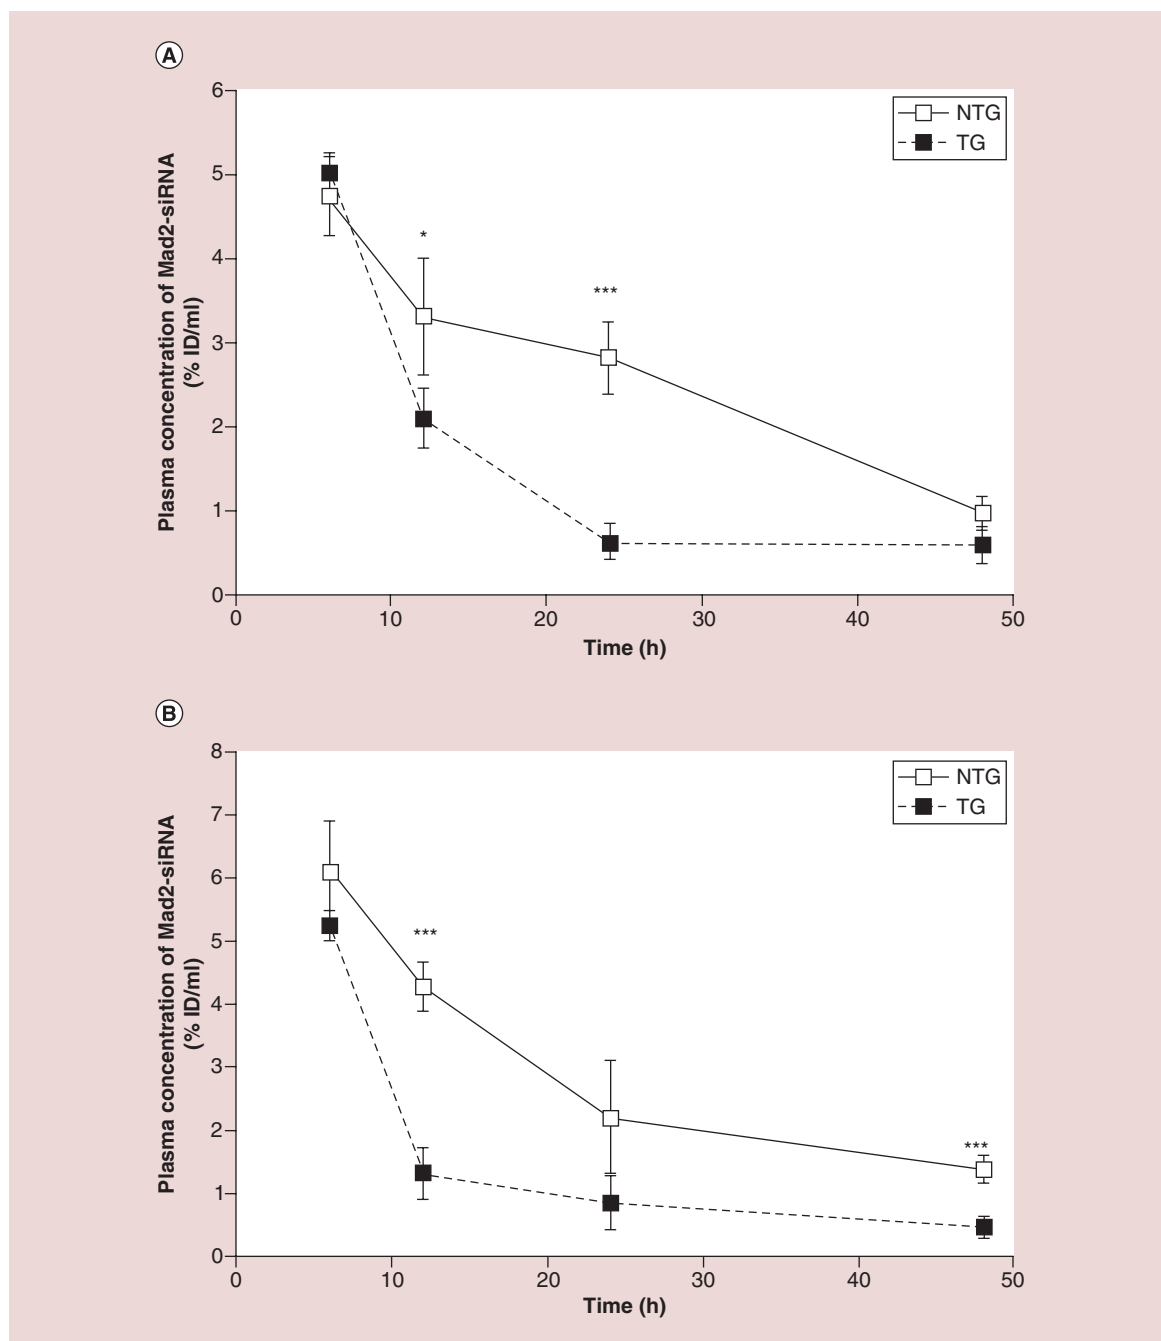 A
6
5
4
3
2
1
0
Plasma concentration of Mad2-siRNA
(% ID/ml)
NTG
TG
*
***
0 10 20 30 40 50
Time (h)
B
8
7
6
5
4
3
2
1
0
Plasma concentration of Mad2-siRNA
(% ID/ml)
NTG
TG
***
***
0 10 20 30 40 50
Time (h)